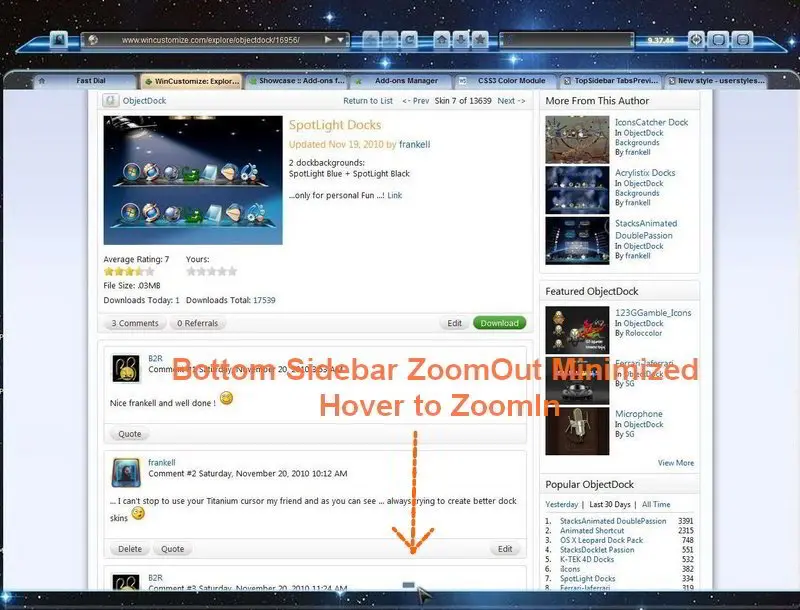 www.wincustomize.com/explore/objectdock/16956/
9.37.44
Fast Dial
WinCustomize: Explor...
Showcase :: Add-ons f...
Add-ons Manager
CSS3 Color Module
TopSidebar TabsPrevi...
New style - userstyles...
ObjectDock
Return to List <- Prev Skin 7 of 13639 Next ->
SpotLight Docks
Updated Nov 19, 2010 by frankell
2 dockbackgrounds:
SpotLight Blue + SpotLight Black
...only for personal Fun ...! Link
Average Rating: 7 Yours:
File Size: .03MB
Downloads Today: 1 Downloads Total: 17539
3 Comments 0 Referrals Edit Download
B2R
Comment #1 Saturday, November 20, 2010 3:53 AM
Bottom Sidebar ZoomOut Minimized
Hover to ZoomIn
Nice frankell and well done !
Quote
frankell
Comment #2 Saturday, November 20, 2010 10:12 AM
... I can't stop to use your Titanium cursor my friend and as you can see ... always trying to create better dock
skins
Delete Quote Edit
B2R
Comment #3 Saturday, November 20, 2010 11:24 AM
More From This Author
IconsCatcher Dock
In ObjectDock
Backgrounds
By frankell
Acrylistix Docks
In ObjectDock
Backgrounds
By frankell
StacksAnimated
DoublePassion
In ObjectDock
By frankell
Featured ObjectDock
123GGamble_Icons
In ObjectDock
By Roloccolor
Ferrari-laferrari
In ObjectDock
By SG
Microphone
In ObjectDock
By SG
View More
Popular ObjectDock
Yesterday | Last 30 Days | All Time
1. StacksAnimated DoublePassion 3391
2. Animated Shortcut 2315
3. OS X Leopard Dock Pack 748
4. StacksDocklet Passion 551
5. K-TEK 4D Docks 532
6. áicons 382
7. SpotLight Docks 334
8. Ferrari-laferrari 319